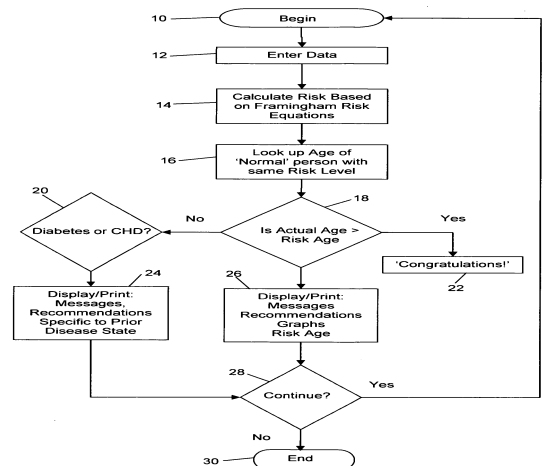 10
Begin
12
Enter Data
14
Calculate Risk Based
on Framingham Risk
Equations
16
Look up Age of
'Normal' person with
same Risk Level
20
18
No
Yes
Diabetes or CHD?
Is Actual Age >
Risk Age
'Congratulations!'
22
24
26
Display/Print:
Messages,
Recommendations
Specific to Prior
Disease State
Display/Print:
Messages
Recommendations
Graphs
Risk Age
28
Continue?
Yes
No
30
End